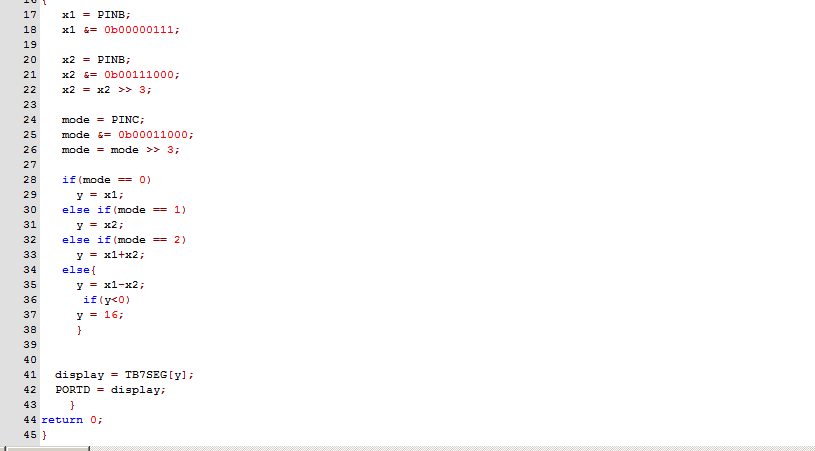 17 x1 = PINB;
18 x1 &= 0b00000111;
19
20 x2 = PINB;
21 x2 &= 0b00111000;
22 x2 = x2 >> 3;
23
24 mode = PINC;
25 mode &= 0b00011000;
26 mode = mode >> 3;
27
28 if(mode == 0)
29 y = x1;
30 else if(mode == 1)
31 y = x2;
32 else if(mode == 2)
33 y = x1+x2;
34 else{
35 y = x1-x2;
36 if(y<0)
37 y = 16;
38 }
39
40
41 display = TB7SEG[y];
42 PORTD = display;
43 }
44 return 0;
45 }